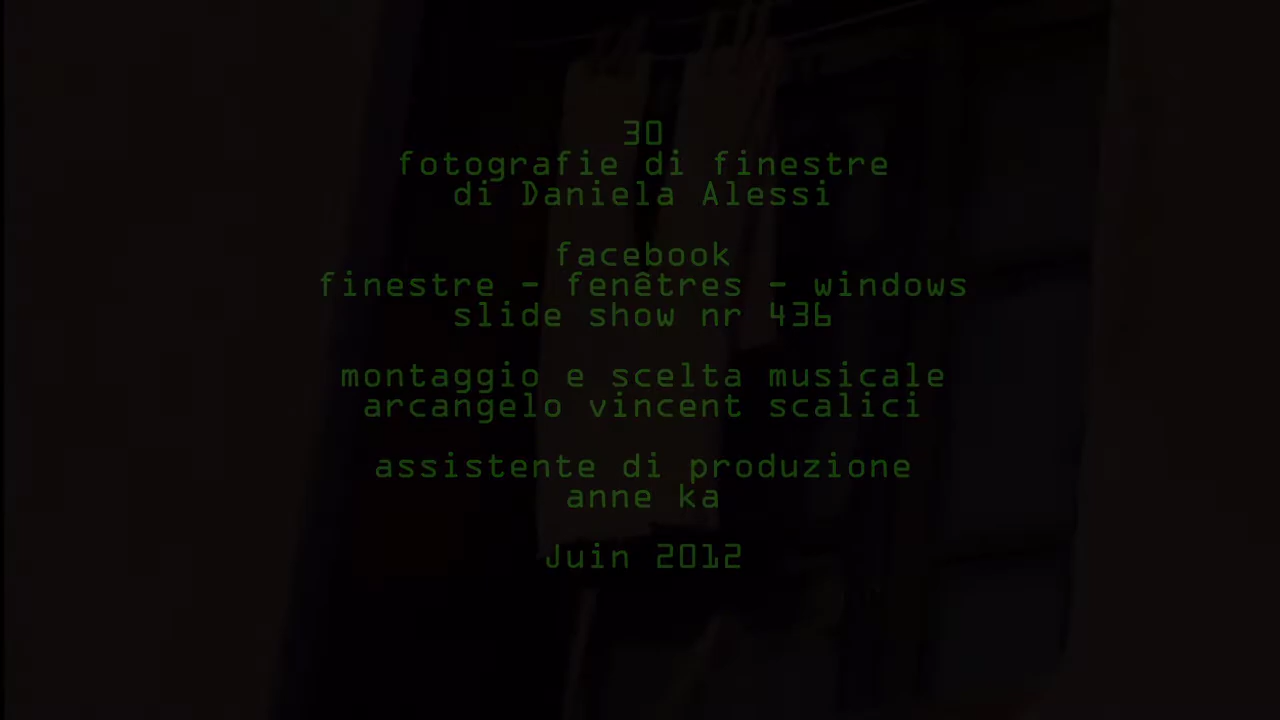 30
fotografie di finestre
di Daniela Alessi
facebook
finestre - fenêtres - windows
slide show nr 436
montaggio e scelta musicale
arcangelo vincent scalici
assistente di produzione
anne ka
Juin 2012